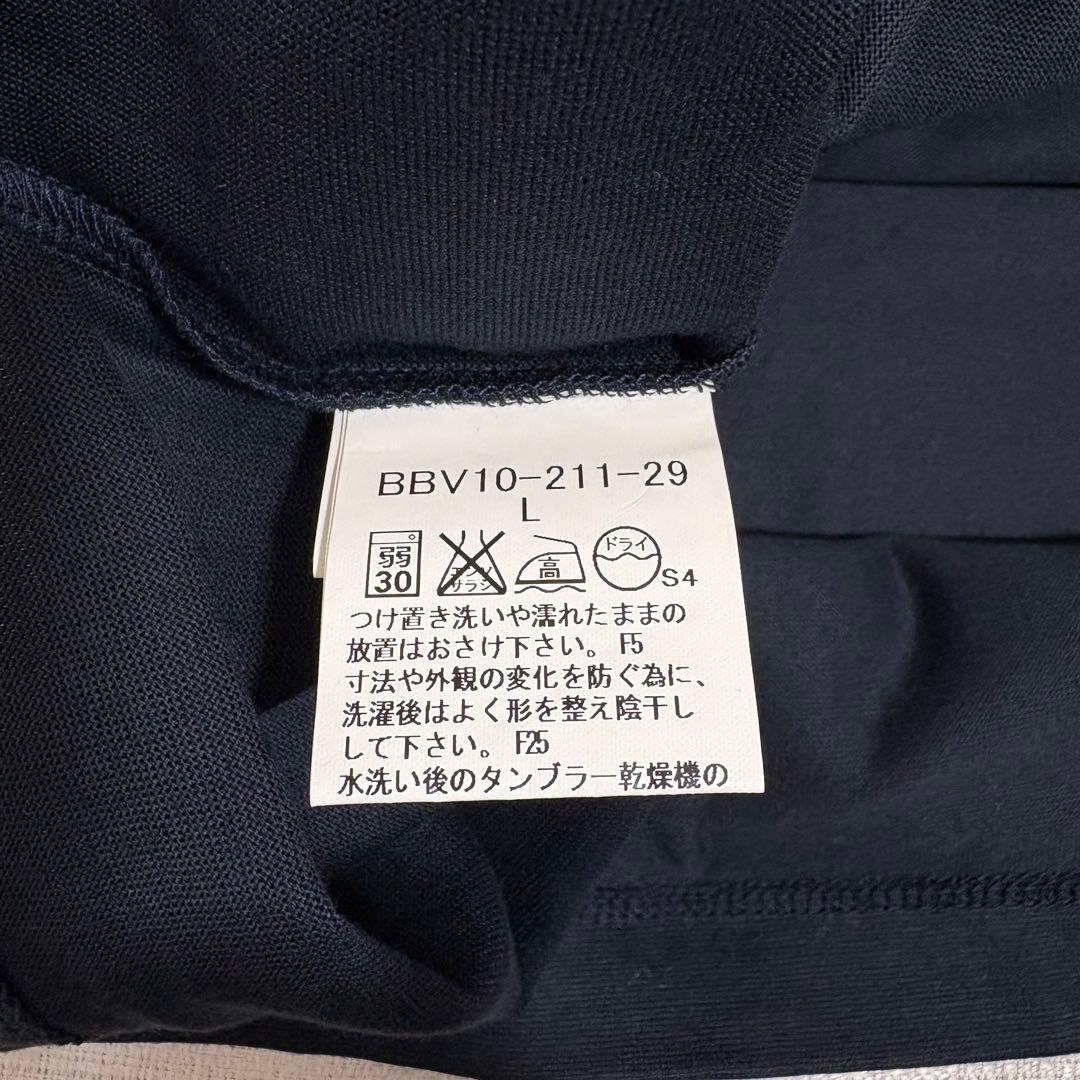 BBV10-211-29
L
弱
30
エンソ
サラシ
高
ドライ
S4
つけ置き洗いや濡れたままの
放置はおさけ下さい。F5
寸法や外観の変化を防ぐ為に、
洗濯後はよく形を整え陰干し
して下さい。F25
水洗い後のタンブラー乾燥機の